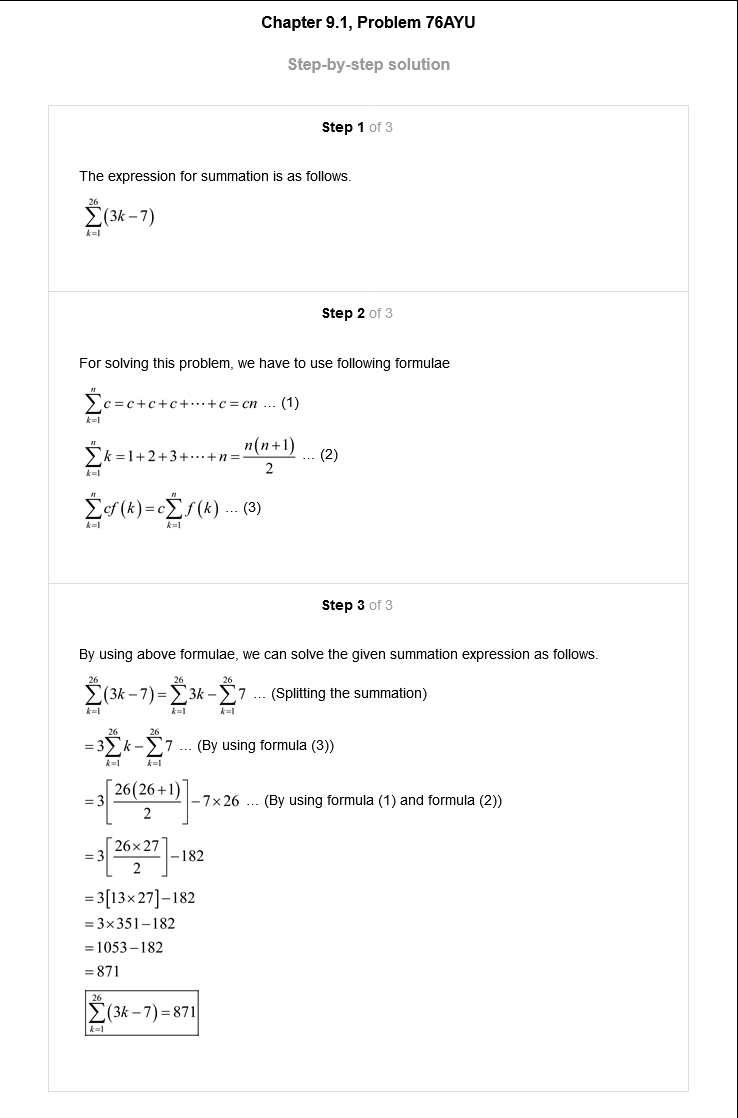 Chapter 9.1, Problem 76AYU
Step-by-step solution
Step 1 of 3
The expression for summation is as follows.
$\sum_{k=1}^{26}(3k-7)$
Step 2 of 3
For solving this problem, we have to use following formulae
$\sum_{k=1}^{n}c=c+c+c+\cdots+c=cn$ ... (1)
$\sum_{k=1}^{n}k=1+2+3+\cdots+n=\frac{n(n+1)}{2}$ ... (2)
$\sum_{k=1}^{n}cf(k)=c\sum_{k=1}^{n}f(k)$ ... (3)
Step 3 of 3
By using above formulae, we can solve the given summation expression as follows.
$\sum_{k=1}^{26}(3k-7)=\sum_{k=1}^{26}3k-\sum_{k=1}^{26}7$ ... (Splitting the summation)
$=3\sum_{k=1}^{26}k-\sum_{k=1}^{26}7$ ... (By using formula (3))
$=3\left[\frac{26(26+1)}{2}\right]-7\times 26$ ... (By using formula (1) and formula (2))
$=3\left[\frac{26\times 27}{2}\right]-182$
$=3[13\times 27]-182$
$=3\times 351-182$
$=1053-182$
$=871$
$\sum_{k=1}^{26}(3k-7)=871$